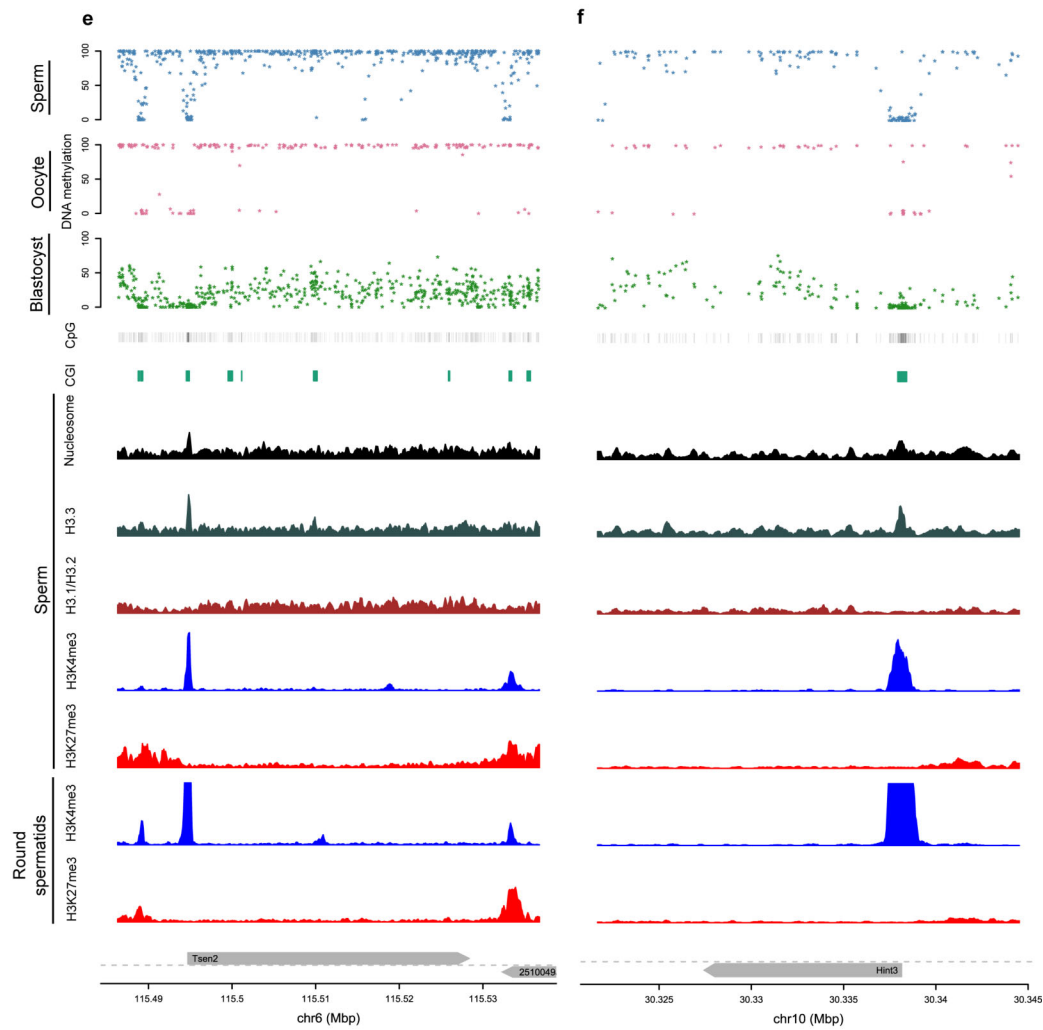 e
f
Sperm
100
50
0
Oocyte
DNA methylation
100
50
0
Blastocyst
100
50
0
CpG
CGI
Sperm
Nucleosome
H3.3
H3.1/H3.2
H3K4me3
H3K27me3
Round
spermatids
H3K4me3
H3K27me3
Tsen2
2510049
Hint3
115.49 115.5 115.51 115.52 115.53
chr6 (Mbp)
30.325 30.33 30.335 30.34 30.345
chr10 (Mbp)